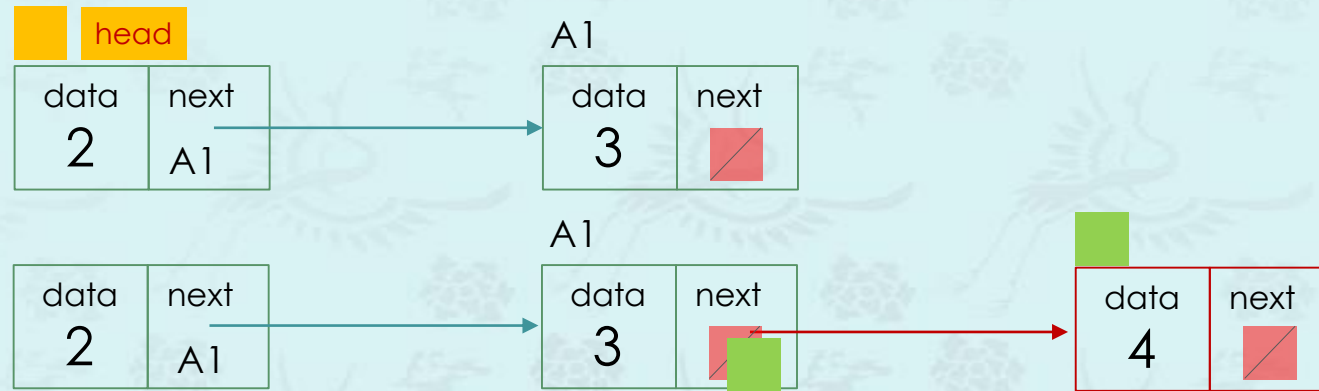 head
A1
data next data next
2 A1 3
A1
data next data next data next
2 A1 3 4